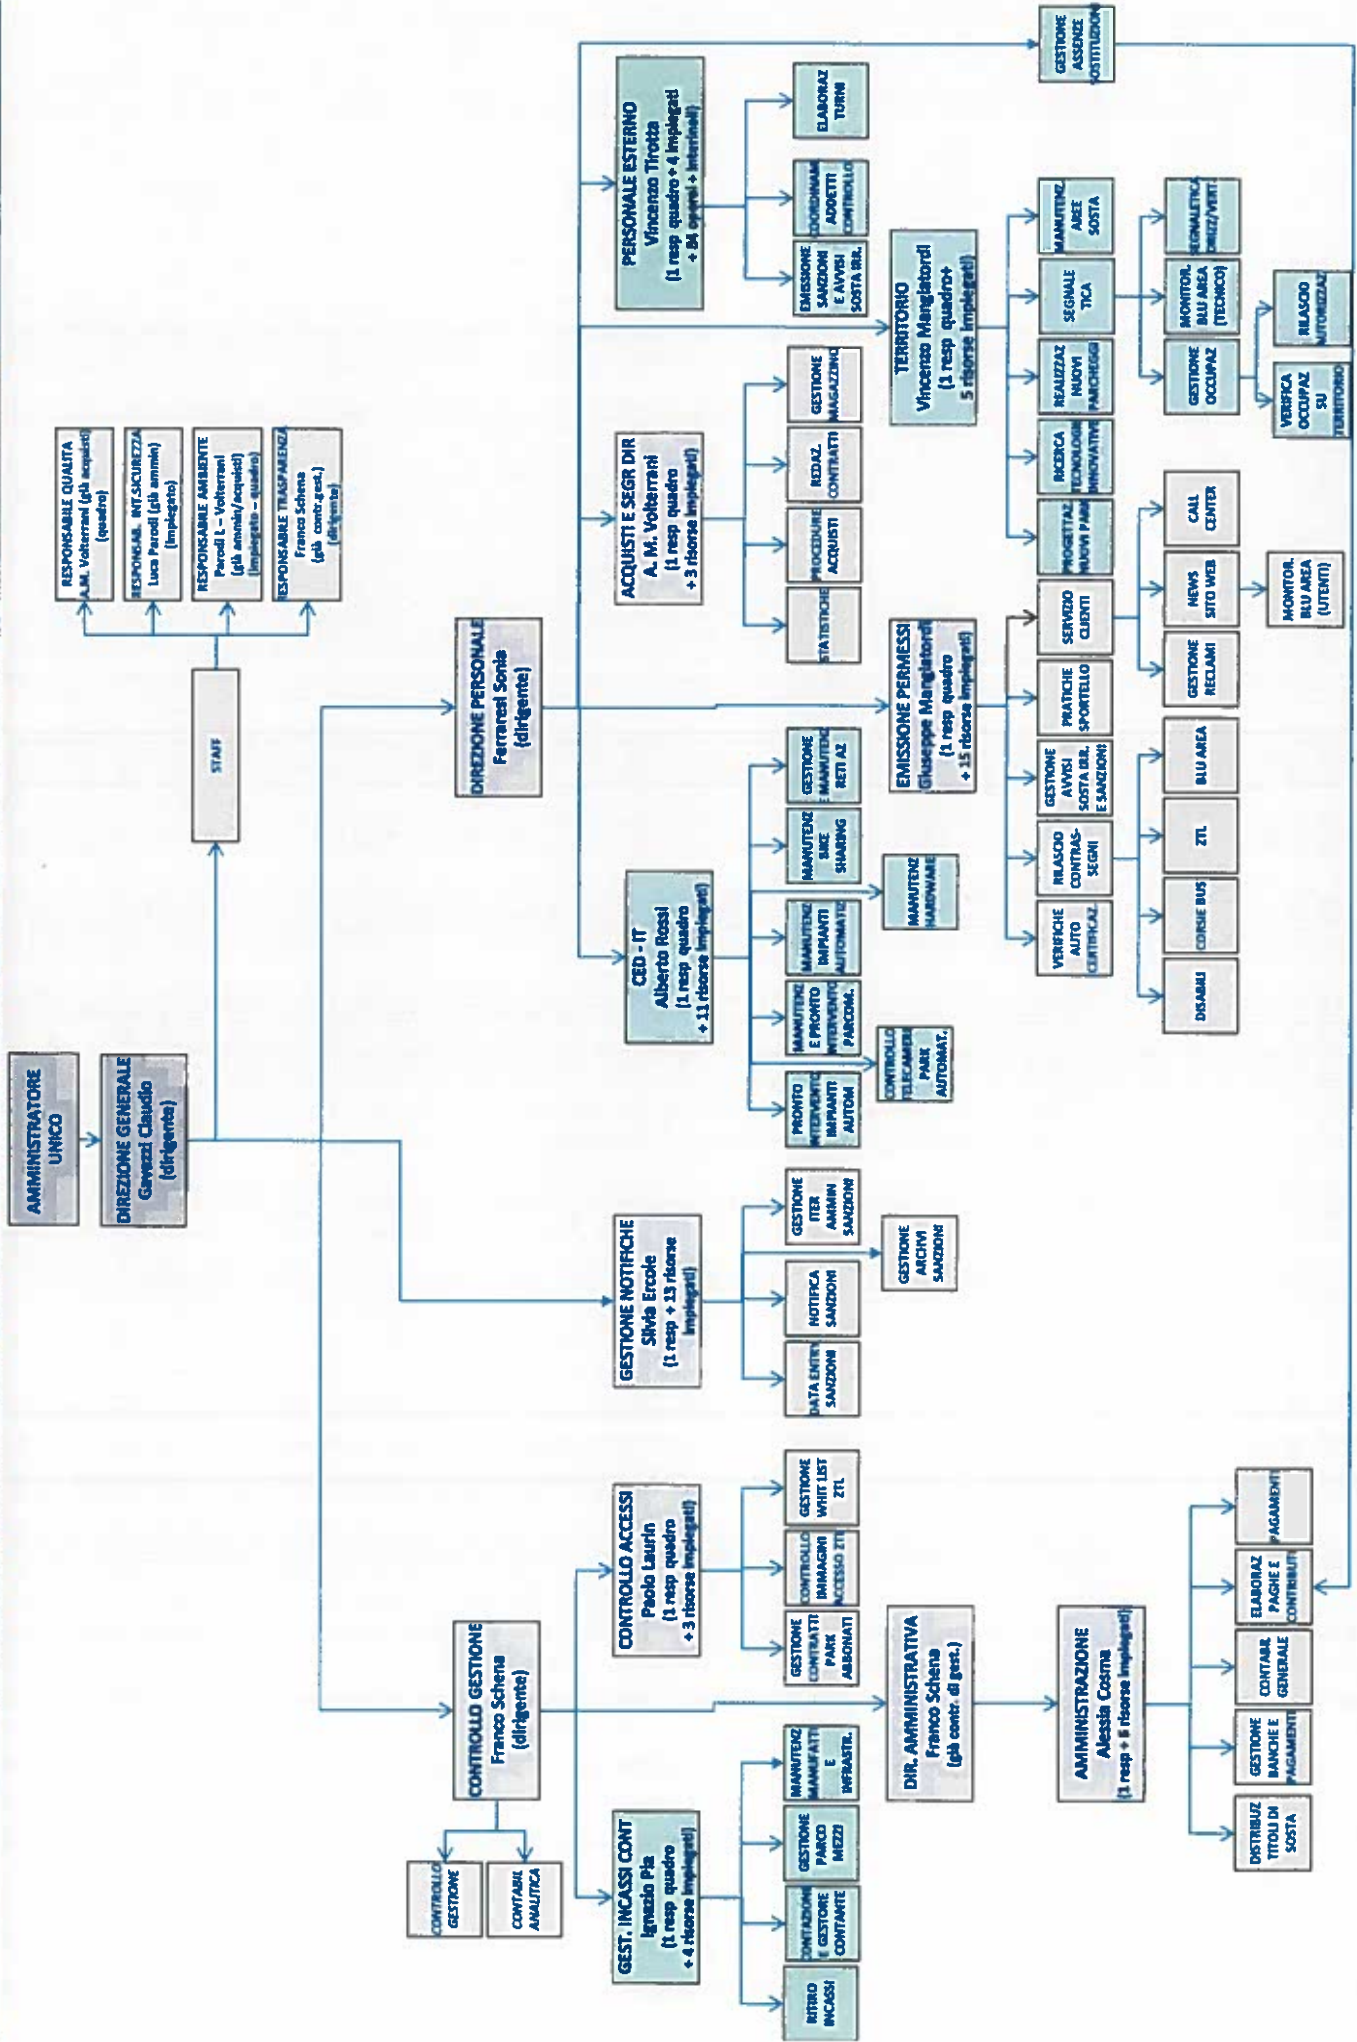 AMMINISTRATORE
UNICO
DIREZIONE GENERALE
Gavazzi Claudio
(dirigente)
STAFF
RESPONSABILE QUALITA
A.M. Volterrani (già acquisti)
(quadro)
RESPONSAB. INT.SICUREZZA
Luca Parodi (già ammin)
(impiegato)
RESPONSABILE AMBIENTE
Parodi L – Volterrani
(già ammin/acquisti)
(impiegato – quadro)
RESPONSABILE TRASPARENZA
Franco Schena
(già contr.gest.)
(dirigente)
CONTROLLO GESTIONE
Franco Schena
(dirigente)
CONTROLLO
GESTIONE
CONTABIL
ANALITICA
DIREZIONE PERSONALE
Ferraresi Sonia
(dirigente)
GEST. INCASSI CONT
Ignazio Pia
(1 resp quadro
+ 4 risorse impiegati)
RITIRO
INCASSI
CONTAZIONE
E GESTORE
CONTANTE
GESTIONE
PARCO
MEZZI
MANUTENZ
MANUFATTI
E
INFRASTR.
CONTROLLO ACCESSI
Paolo Laurin
(1 resp quadro
+ 3 risorse impiegati)
GESTIONE
CONTRATTI
PARK
ABBONATI
CONTROLLO
IMMAGINI
ACCESSO ZTL
GESTIONE
WHIT LIST
ZTL
GESTIONE NOTIFICHE
Silvia Ercole
(1 resp + 13 risorse
impiegati)
DATA ENTRY
SANZIONI
NOTIFICA
SANZIONI
GESTIONE
ITER
AMMIN
SANZIONI
GESTIONE
ARCHIVI
SANZIONI
CED - IT
Alberto Rossi
(1 resp quadro
+ 11 risorse impiegati)
PRONTO
INTERVENTO
IMPIANTI
AUTOM
MANUTENZ
E PRONTO
INTERVENTO
PARCOM.
MANUTENZ
IMPIANTI
AUTOMATIZ
MANUTENZ
BIKE
SHARING
GESTIONE
E MANUTENZ
RETI AZ
CONTROLLO
TELECAMERE
PARK
AUTOMAT.
MANUTENZ
HARDWARE
ACQUISTI E SEGR DIR
A. M. Volterrani
(1 resp quadro
+ 3 risorse impiegati)
STATISTICHE
PROCEDURE
ACQUISTI
REDAZ.
CONTRATTI
GESTIONE
MAGAZZINO
PERSONALE ESTERNO
Vincenzo Tirotta
(1 resp quadro + 4 impiegati
+ 84 operai + interinali)
EMISSIONE
SANZIONI
E AVVISI
SOSTA IRR.
COORDINAM
ADDETTI
CONTROLLO
ELABORAZ
TURNI
DIR. AMMINISTRATIVA
Franco Schena
(già contr. di gest.)
AMMINISTRAZIONE
Alessia Cosma
(1 resp + 6 risorse impiegati)
DISTRIBUZ
TITOLI DI
SOSTA
GESTIONE
BANCHE E
PAGAMENTI
CONTABIL
GENERALE
ELABORAZ
PAGHE E
CONTRIBUTI
PAGAMENTI
EMISSIONE PERMESSI
Giuseppe Mangiatordi
(1 resp quadro
+ 15 risorse impiegati)
VERIFICHE
AUTO
CERTIFICAZ.
RILASCIO
CONTRAS-
SEGNI
GESTIONE
AVVISI
SOSTA IRR.
E SANZIONI
PRATICHE
SPORTELLO
SERVIZIO
CLIENTI
DISABILI
CORSIE BUS
ZTL
BLU AREA
GESTIONE
RECLAMI
NEWS
SITO WEB
CALL
CENTER
MONITOR.
BLU AREA
(UTENTI)
TERRITORIO
Vincenzo Mangiatordi
(1 resp quadro+
5 risorse impiegati)
PROGETTAZ
NUOVI PARK
RICERCA
TECNOLOGIE
INNOVATIVE
REALIZZAZ
NUOVI
PARCHEGGI
SEGNALE
TICA
MANUTENZ
AREE
SOSTA
GESTIONE
OCCUPAZ
MONITOR.
BLU AREA
(TECNICO)
SEGNALETICA
ORIZZ/VERT.
VERIFICA
OCCUPAZ
SU
TERRITORIO
RILASCIO
AUTORIZZAZ
GESTIONE
ASSENZE
SOSTITUZIONI